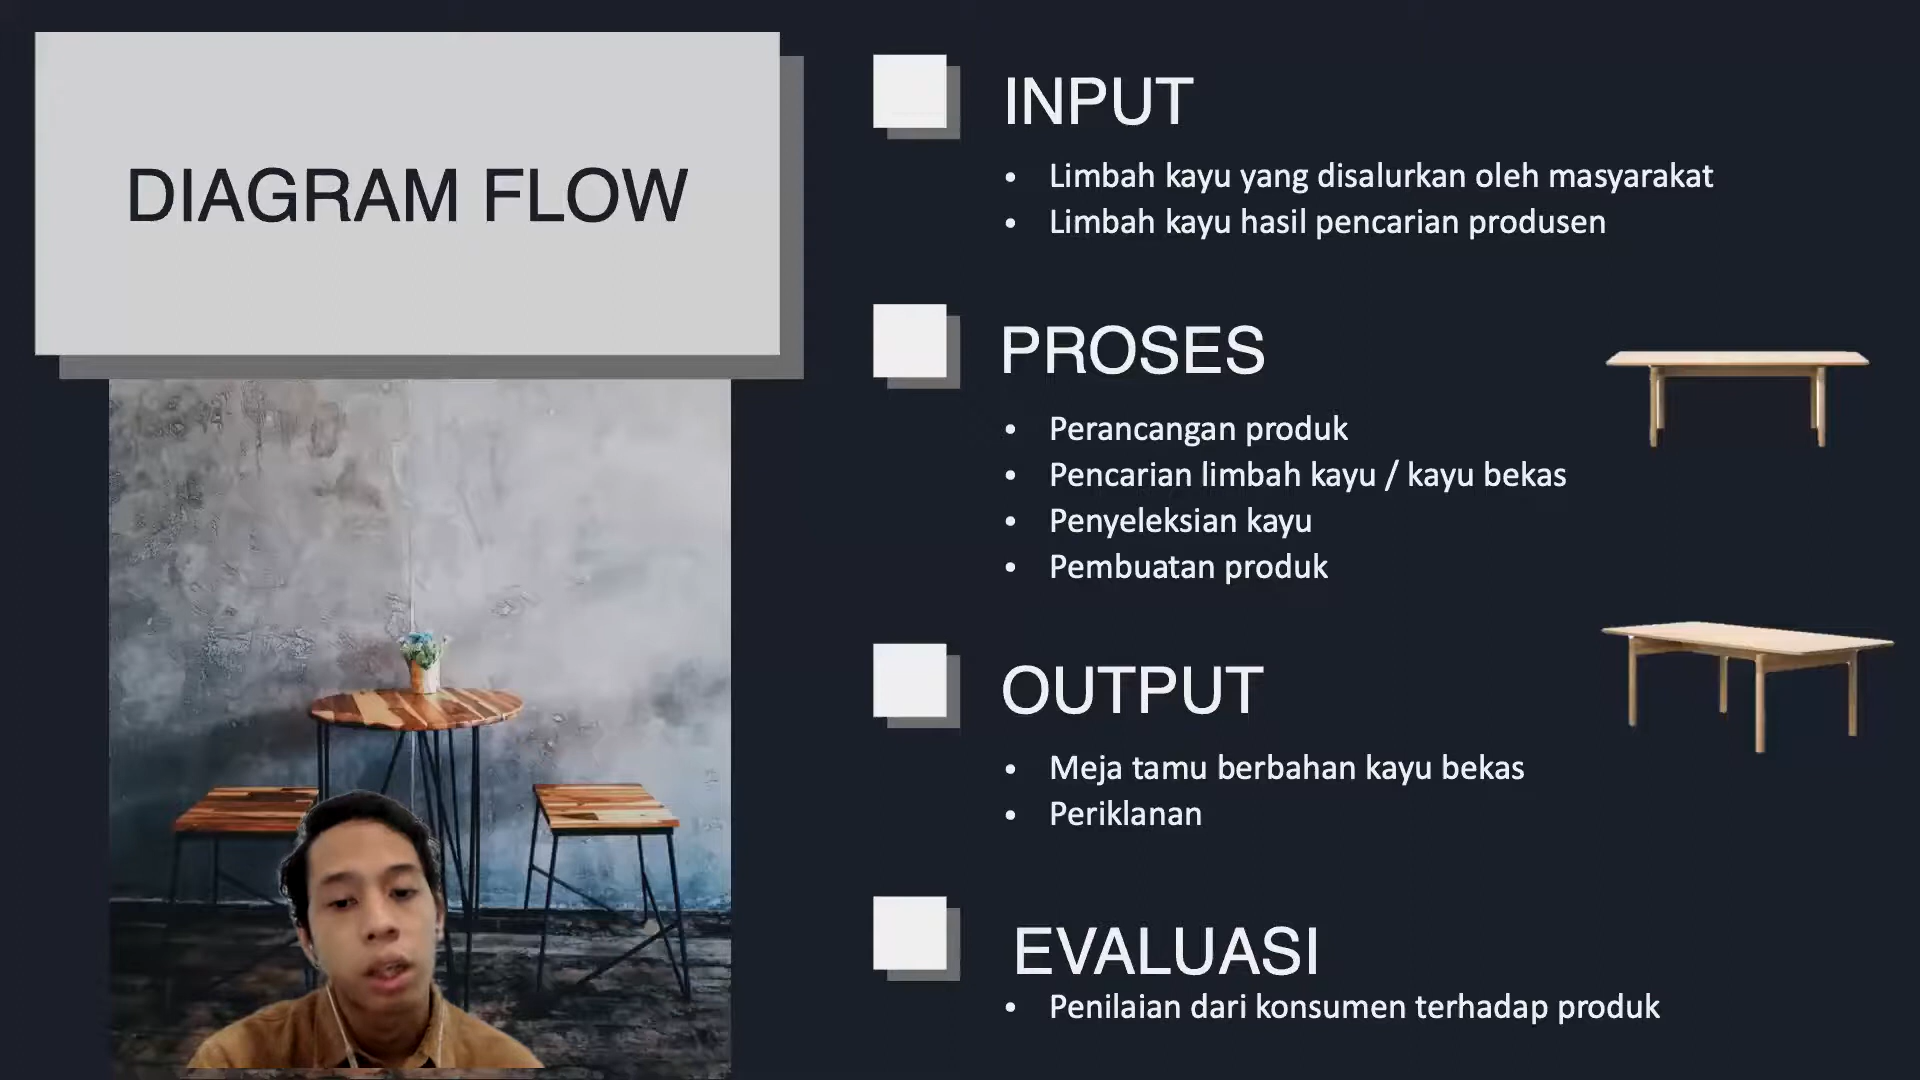 DIAGRAM FLOW
INPUT
• Limbah kayu yang disalurkan oleh masyarakat
• Limbah kayu hasil pencarian produsen
PROSES
• Perancangan produk
• Pencarian limbah kayu / kayu bekas
• Penyeleksian kayu
• Pembuatan produk
OUTPUT
• Meja tamu berbahan kayu bekas
• Periklanan
EVALUASI
• Penilaian dari konsumen terhadap produk